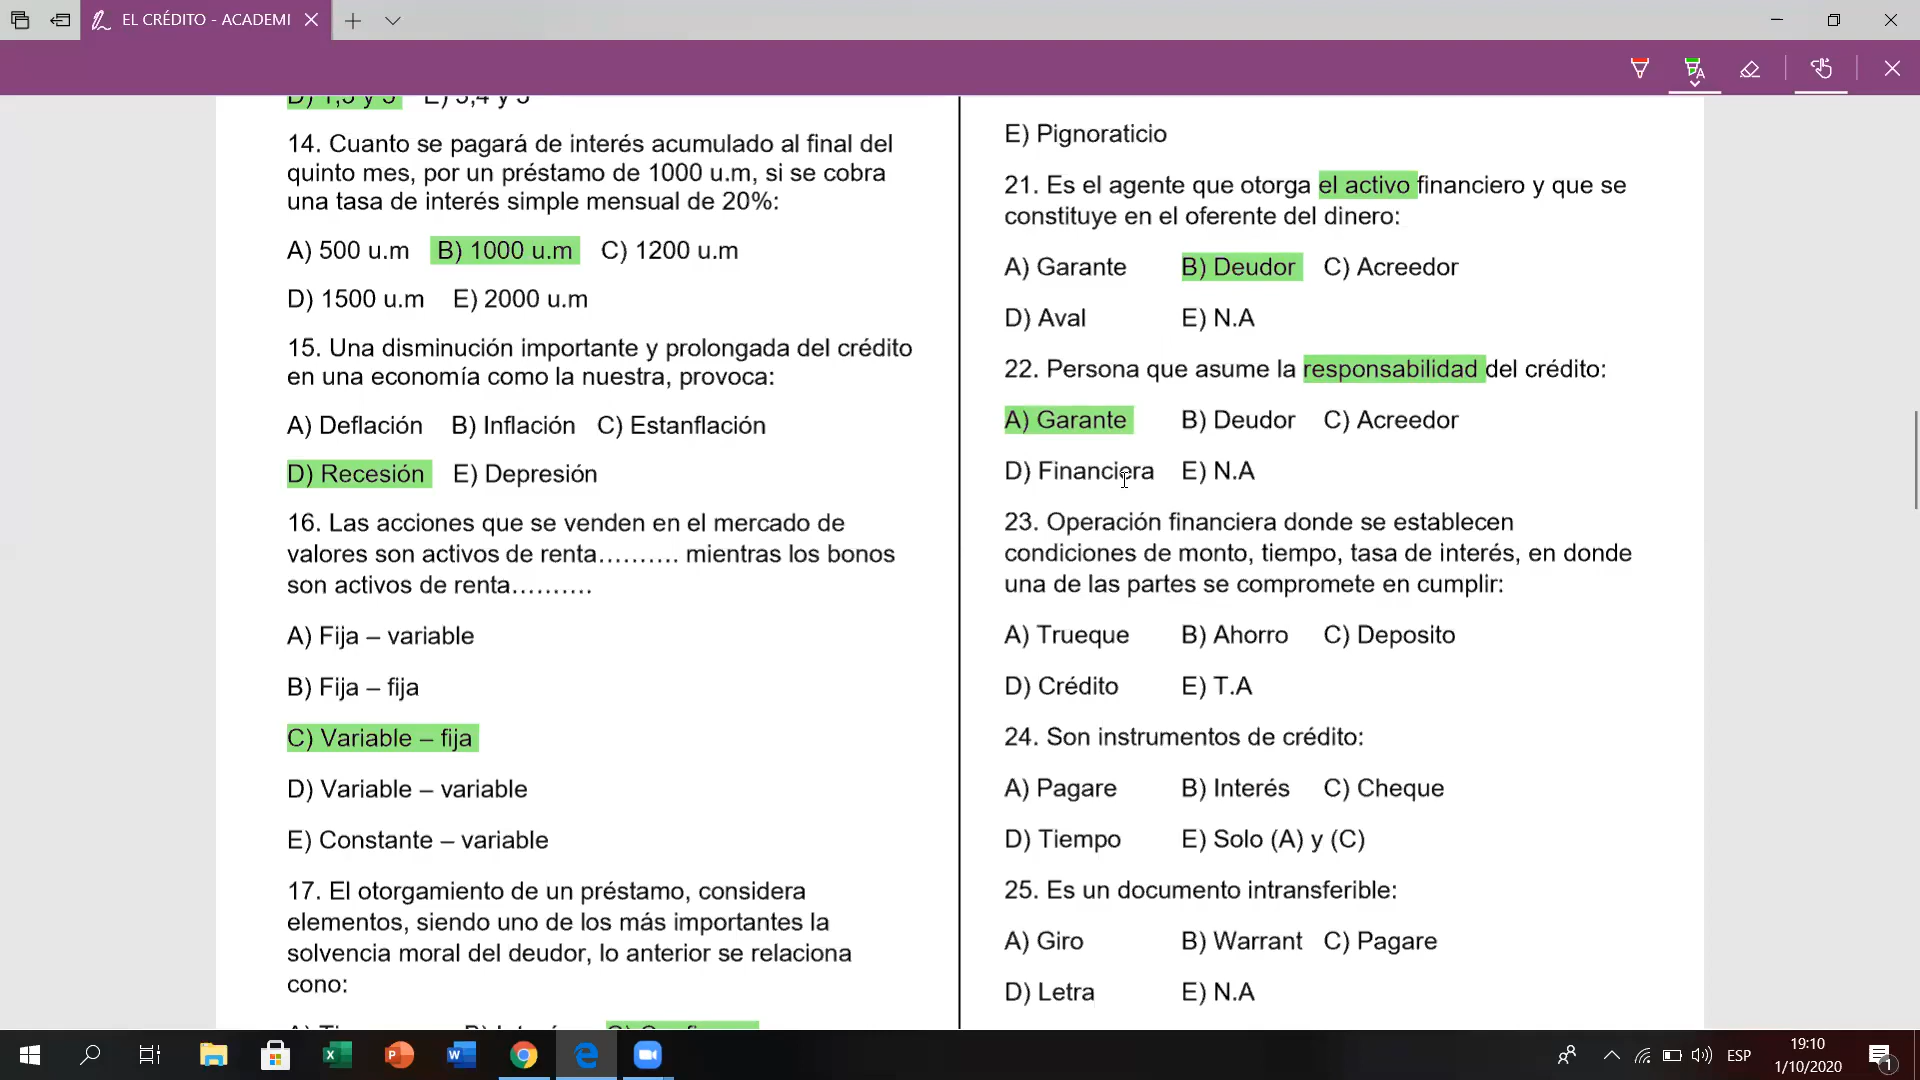 EL CRÉDITO - ACADEMI
D) 1,3 y 5 E) 3,4 y 5
14. Cuanto se pagará de interés acumulado al final del
quinto mes, por un préstamo de 1000 u.m, si se cobra
una tasa de interés simple mensual de 20%:
A) 500 u.m B) 1000 u.m C) 1200 u.m
D) 1500 u.m E) 2000 u.m
15. Una disminución importante y prolongada del crédito
en una economía como la nuestra, provoca:
A) Deflación B) Inflación C) Estanflación
D) Recesión E) Depresión
16. Las acciones que se venden en el mercado de
valores son activos de renta………. mientras los bonos
son activos de renta……….
A) Fija – variable
B) Fija – fija
C) Variable – fija
D) Variable – variable
E) Constante – variable
17. El otorgamiento de un préstamo, considera
elementos, siendo uno de los más importantes la
solvencia moral del deudor, lo anterior se relaciona
cono:
E) Pignoraticio
21. Es el agente que otorga el activo financiero y que se
constituye en el oferente del dinero:
A) Garante B) Deudor C) Acreedor
D) Aval E) N.A
22. Persona que asume la responsabilidad del crédito:
A) Garante B) Deudor C) Acreedor
D) Financiera E) N.A
23. Operación financiera donde se establecen
condiciones de monto, tiempo, tasa de interés, en donde
una de las partes se compromete en cumplir:
A) Trueque B) Ahorro C) Deposito
D) Crédito E) T.A
24. Son instrumentos de crédito:
A) Pagare B) Interés C) Cheque
D) Tiempo E) Solo (A) y (C)
25. Es un documento intransferible:
A) Giro B) Warrant C) Pagare
D) Letra E) N.A
ESP
19:10
1/10/2020
1